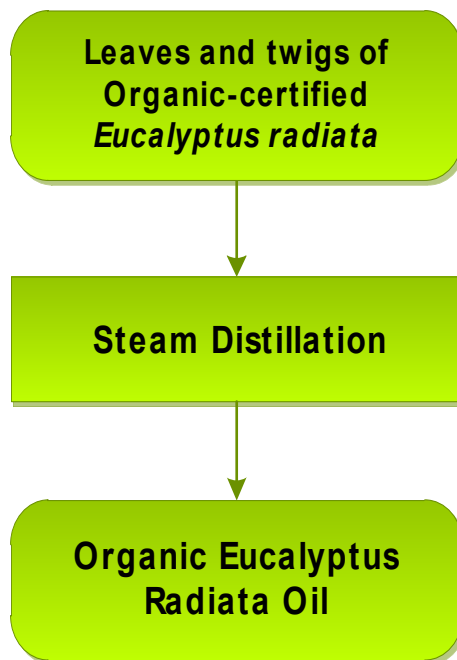 Leaves and twigs of
Organic-certified
Eucalyptus radiata
Steam Distillation
Organic Eucalyptus
Radiata Oil